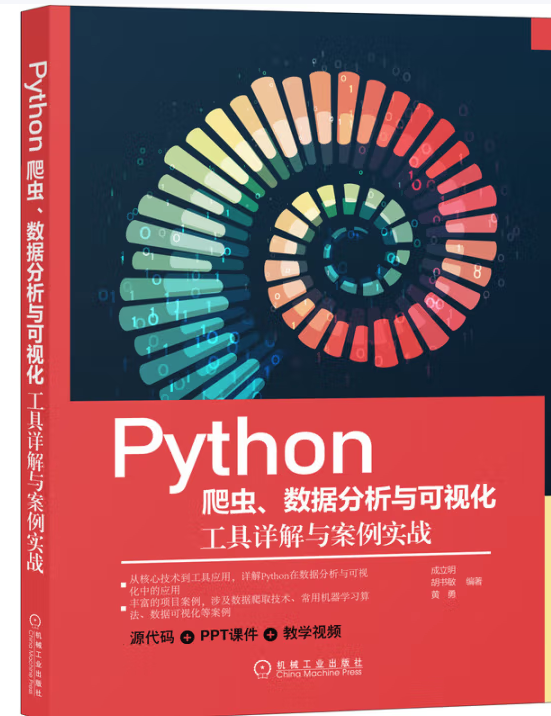 Python 爬虫、数据分析与可视化 工具详解与案例实战
机械工业出版社
China Machine Press
Python
爬虫、数据分析与可视化
工具详解与案例实战
从核心技术到工具应用，详解Python在数据分析与可视
化中的应用
丰富的项目案例，涉及数据爬取技术、常用机器学习算
法、数据可视化等案例
成立明
胡书敏 编著
黄 勇
源代码 + PPT课件 + 教学视频
机械工业出版社
China Machine Press